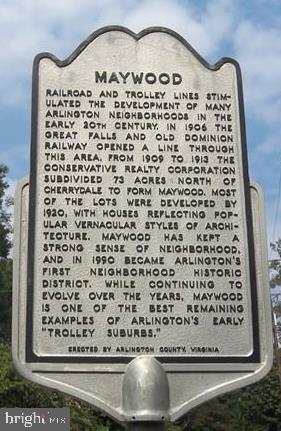 MAYWOOD
RAILROAD AND TROLLEY LINES STIM-
ULATED THE DEVELOPMENT OF MANY
ARLINGTON NEIGHBORHOODS IN THE
EARLY 20TH CENTURY. IN 1906 THE
GREAT FALLS AND OLD DOMINION
RAILWAY OPENED A LINE THROUGH
THIS AREA. FROM 1909 TO 1913 THE
CONSERVATIVE REALTY CORPORATION
SUBDIVIDED 73 ACRES NORTH OF
CHERRYDALE TO FORM MAYWOOD. MOST
OF THE LOTS WERE DEVELOPED BY
1920, WITH HOUSES REFLECTING POP-
ULAR VERNACULAR STYLES OF ARCHI-
TECTURE. MAYWOOD HAS KEPT A
STRONG SENSE OF NEIGHBORHOOD,
AND IN 1990 BECAME ARLINGTON'S
FIRST NEIGHBORHOOD HISTORIC
DISTRICT. WHILE CONTINUING TO
EVOLVE OVER THE YEARS, MAYWOOD
IS ONE OF THE BEST REMAINING
EXAMPLES OF ARLINGTON'S EARLY
"TROLLEY SUBURBS."
ERECTED BY ARLINGTON COUNTY, VIRGINIA
bright MLS